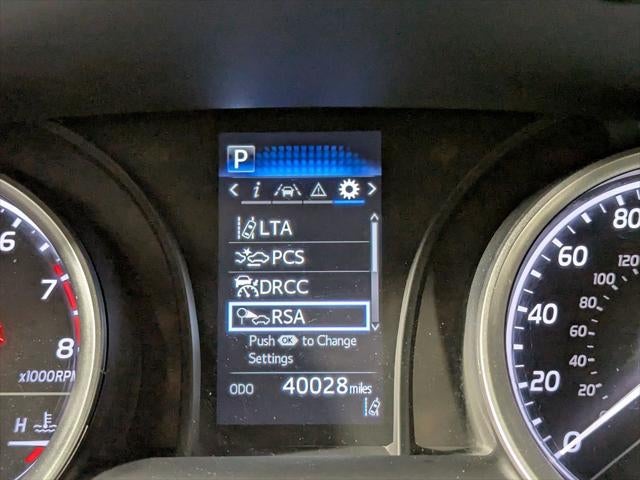 P
i
LTA
PCS
DRCC
RSA
Push OK to Change
Settings
ODO 40028 miles
6
7
8
x1000RPM
H
80
60
40
20
0
120
100
80
60
40
20